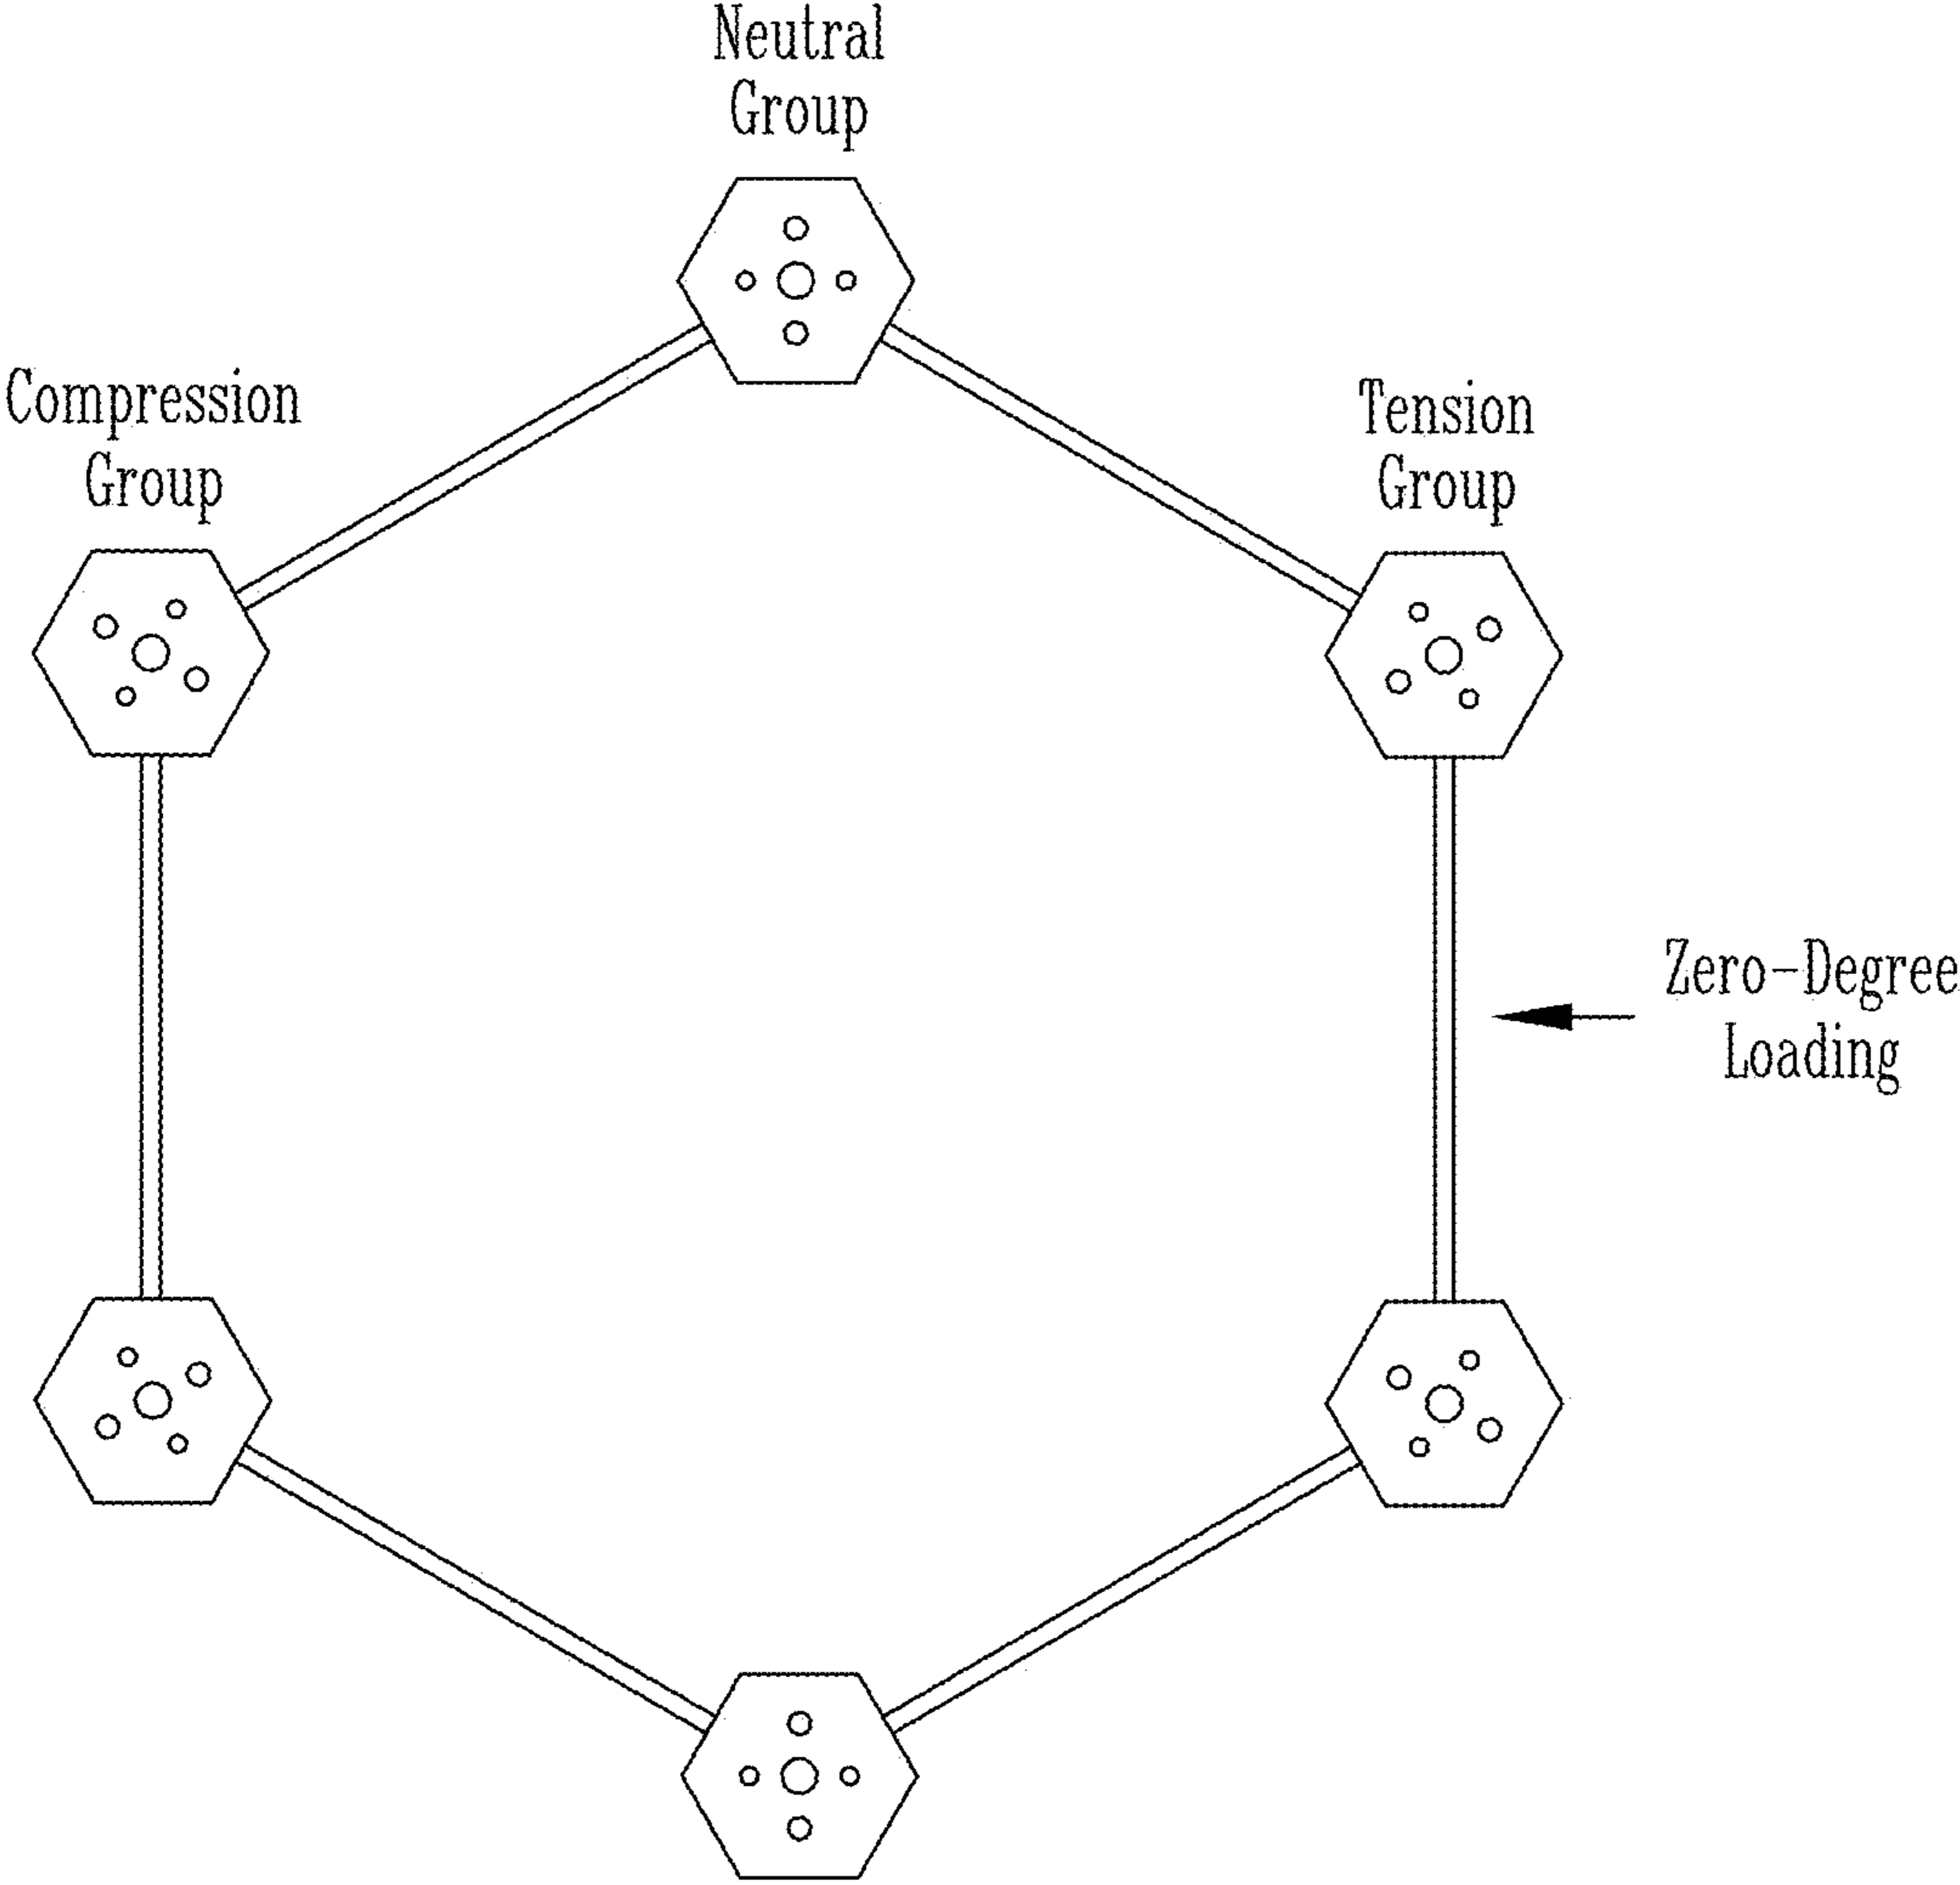 Neutral
Group
Compression
Group
Tension
Group
Zero-Degree
Loading